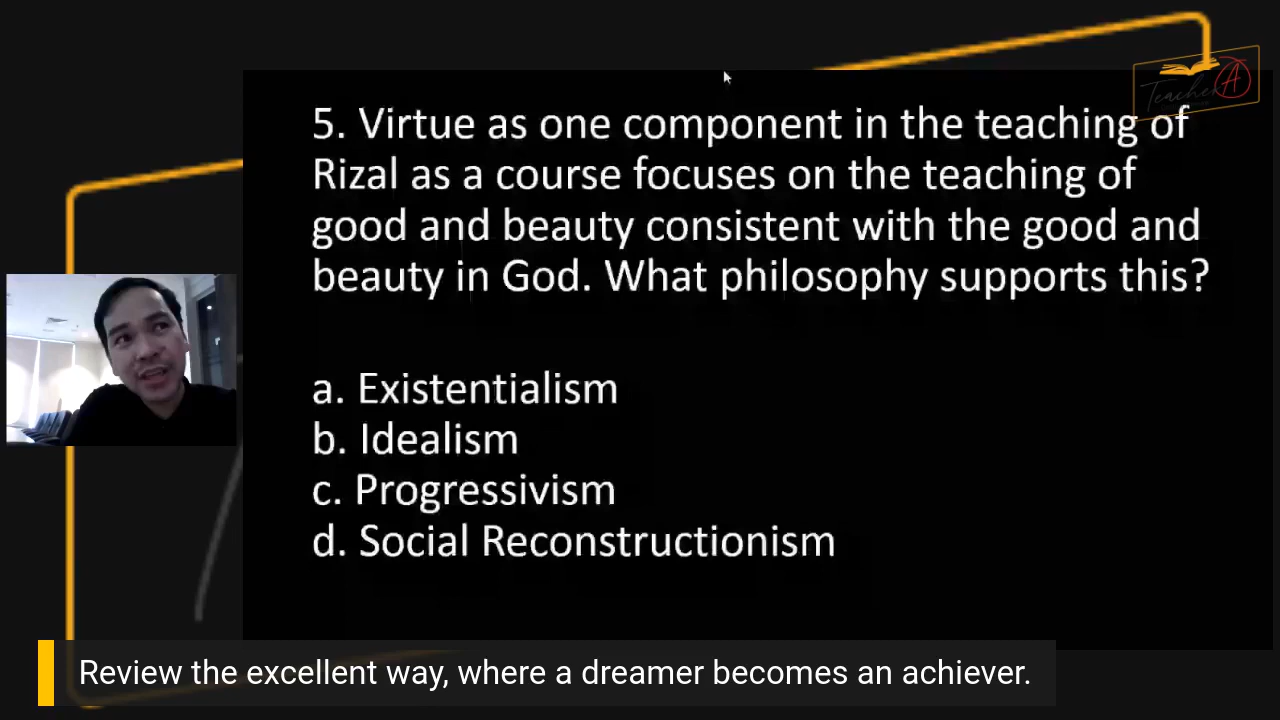 Teacher A
5. Virtue as one component in the teaching of
Rizal as a course focuses on the teaching of
good and beauty consistent with the good and
beauty in God. What philosophy supports this?
a. Existentialism
b. Idealism
c. Progressivism
d. Social Reconstructionism
Review the excellent way, where a dreamer becomes an achiever.